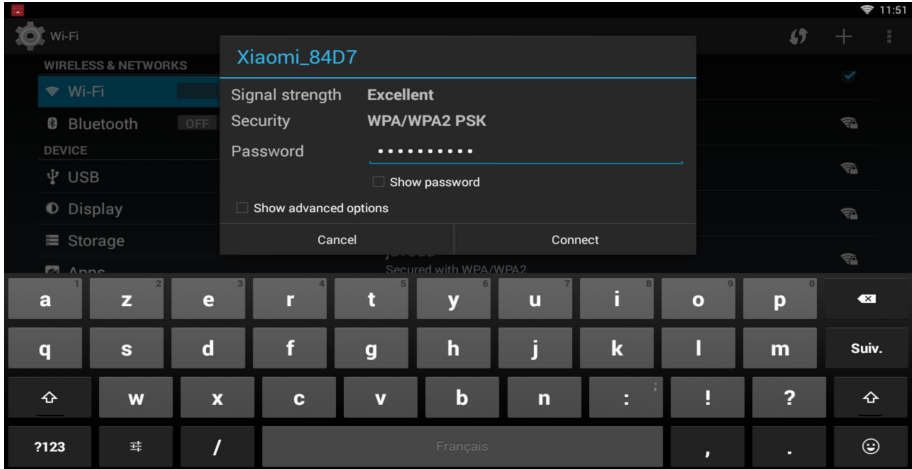 11:51
Wi-Fi
WIRELESS & NETWORKS
Wi-Fi
Bluetooth OFF
DEVICE
USB
Display
Storage
Apps
Xiaomi_84D7
Signal strength Excellent
Security WPA/WPA2 PSK
Password ••••••••••
Show password
Show advanced options
Cancel Connect
Secured with WPA/WPA2
1 2 3 4 5 6 7 8 9 0
a z e r t y u i o p
q s d f g h j k l m Suiv.
w x c v b n : ; ! ?
?123 / Français , .